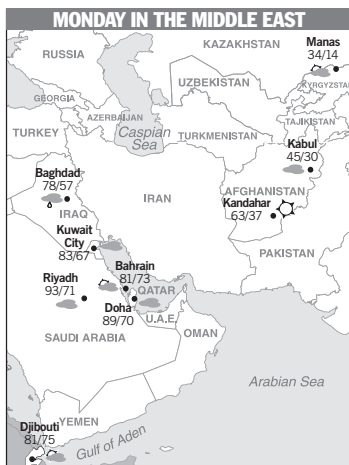 MONDAY IN THE MIDDLE EAST
KAZAKHSTAN
Manas
34/14
RUSSIA
UZBEKISTAN
KYRGYZSTAN
GEORGIA
AZERBAIJAN
TAJIKISTAN
TURKEY
Caspian
Sea
TURKMENISTAN
Kabul
45/30
Baghdad
78/57
IRAN
AFGHANISTAN
Kandahar
63/37
IRAQ
Kuwait
City
83/67
PAKISTAN
Bahrain
81/73
Riyadh
93/71
QATAR
Doha
89/70
U.A.E.
OMAN
SAUDI ARABIA
Arabian Sea
YEMEN
Djibouti
81/75
Gulf of Aden